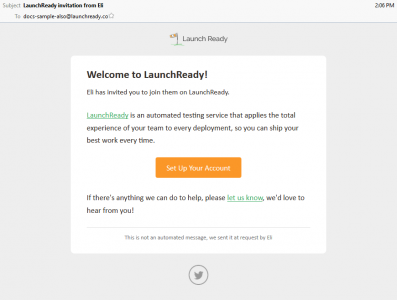 Subject LaunchReady invitation from Eli 2:06 PM
To docs-sample-also@launchready.co
Launch Ready
Welcome to LaunchReady!
Eli has invited you to join them on LaunchReady.
LaunchReady is an automated testing service that applies the total
experience of your team to every deployment, so you can ship your
best work every time.
Set Up Your Account
If there's anything we can do to help, please let us know, we'd love to
hear from you!
This is not an automated message, we sent it at request by Eli